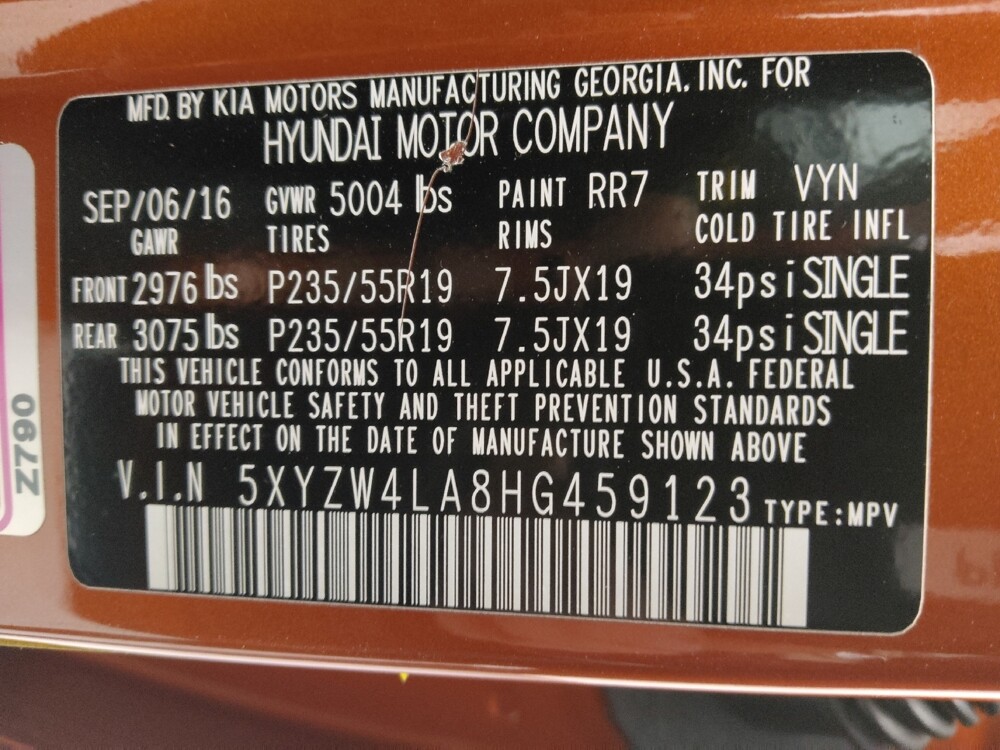 MFD. BY KIA MOTORS MANUFACTURING GEORGIA. INC. FOR
HYUNDAI MOTOR COMPANY
SEP/06/16 GVWR 5004 lbs PAINT RR7 TRIM VYN
GAWR TIRES RIMS COLD TIRE INFL
FRONT 2976 lbs P235/55R19 7.5JX19 34psi SINGLE
REAR 3075 lbs P235/55R19 7.5JX19 34psi SINGLE
THIS VEHICLE CONFORMS TO ALL APPLICABLE U.S.A. FEDERAL
MOTOR VEHICLE SAFETY AND THEFT PREVENTION STANDARDS
IN EFFECT ON THE DATE OF MANUFACTURE SHOWN ABOVE
V.I.N 5XYZW4LA8HG459123 TYPE:MPV
Z790